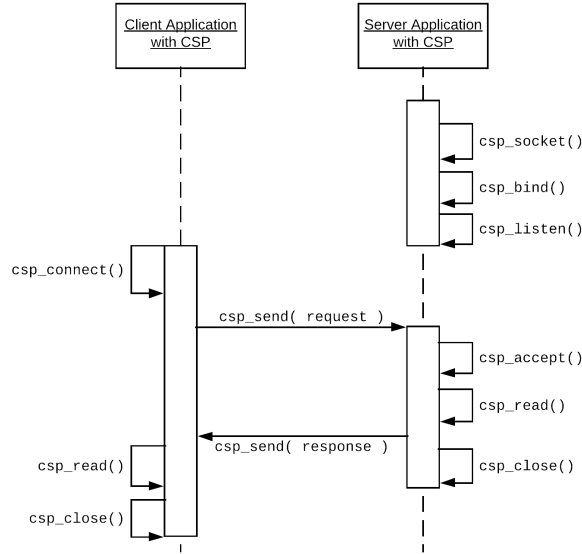 Client Application
with CSP
Server Application
with CSP
csp_socket()
csp_bind()
csp_listen()
csp_connect()
csp_send( request )
csp_accept()
csp_read()
csp_send( response )
csp_read()
csp_close()
csp_close()